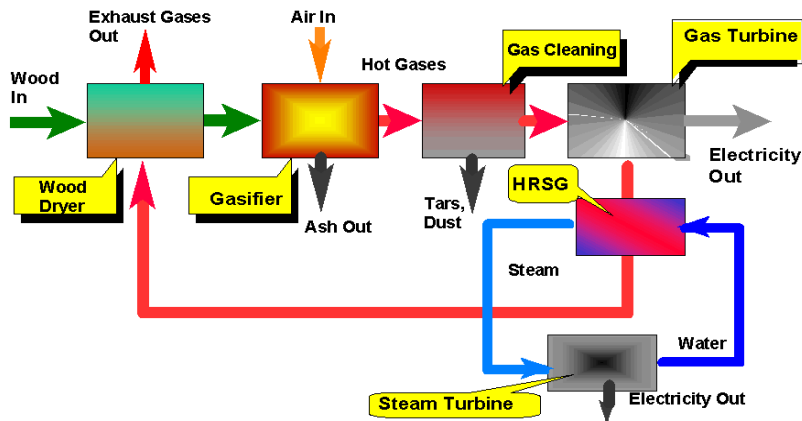 Exhaust Gases
Out
Air In
Gas Turbine
Hot Gases
Gas Cleaning
Wood
In
Electricity
Out
Wood
Dryer
Gasifier
HRSG
Ash Out
Tars,
Dust
Steam
Water
Steam Turbine
Electricity Out